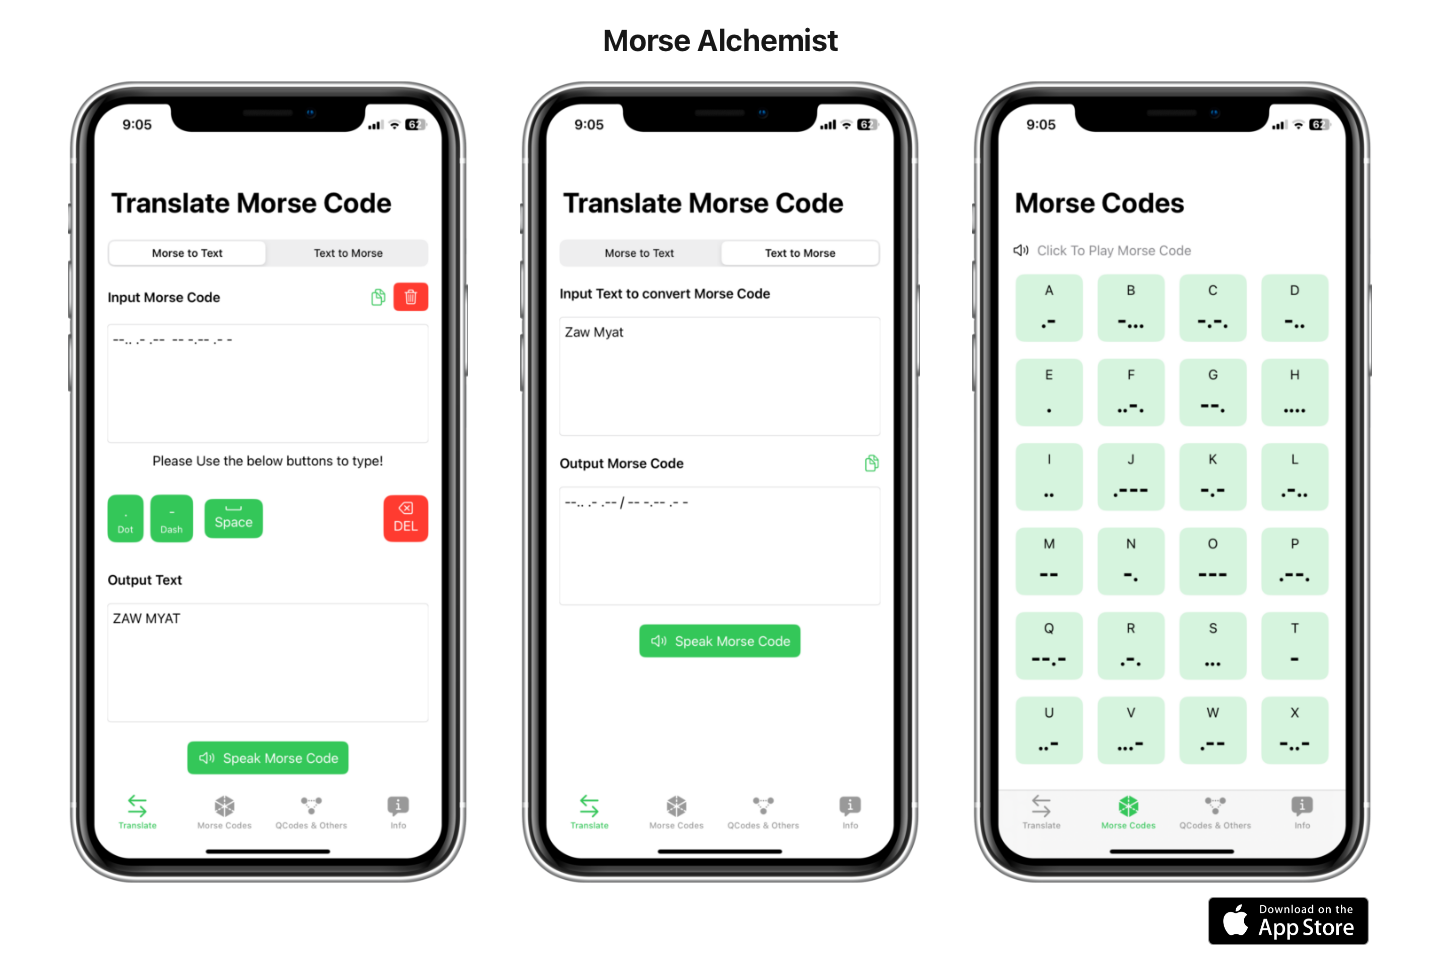 Morse Alchemist
9:05
62
Translate Morse Code
Morse to Text Text to Morse
Input Morse Code
--.. .- .-- -- -.-- .- -
Please Use the below buttons to type!
.
Dot
-
Dash
Space
DEL
Output Text
ZAW MYAT
Speak Morse Code
Translate Morse Codes QCodes & Others Info
9:05
62
Translate Morse Code
Morse to Text Text to Morse
Input Text to convert Morse Code
Zaw Myat
Output Morse Code
--.. .- .-- / -- -.-- .- -
Speak Morse Code
Translate Morse Codes QCodes & Others Info
9:05
62
Morse Codes
Click To Play Morse Code
A B C D
.- -... -.-. -..
E F G H
. ..-. --. ....
I J K L
.. .--- -.- .-..
M N O P
-- -. --- .--.
Q R S T
--.- .-. ... -
U V W X
..- ...- .-- -..-
Translate Morse Codes QCodes & Others Info
Download on the
App Store